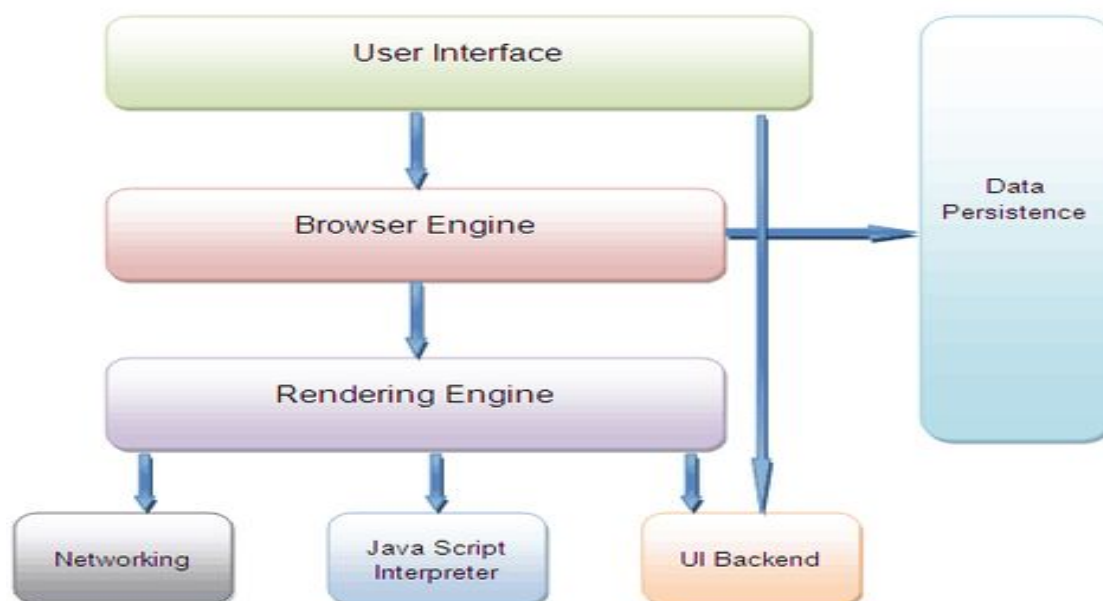 User Interface
Browser Engine
Data
Persistence
Rendering Engine
Networking
Java Script
Interpreter
UI Backend